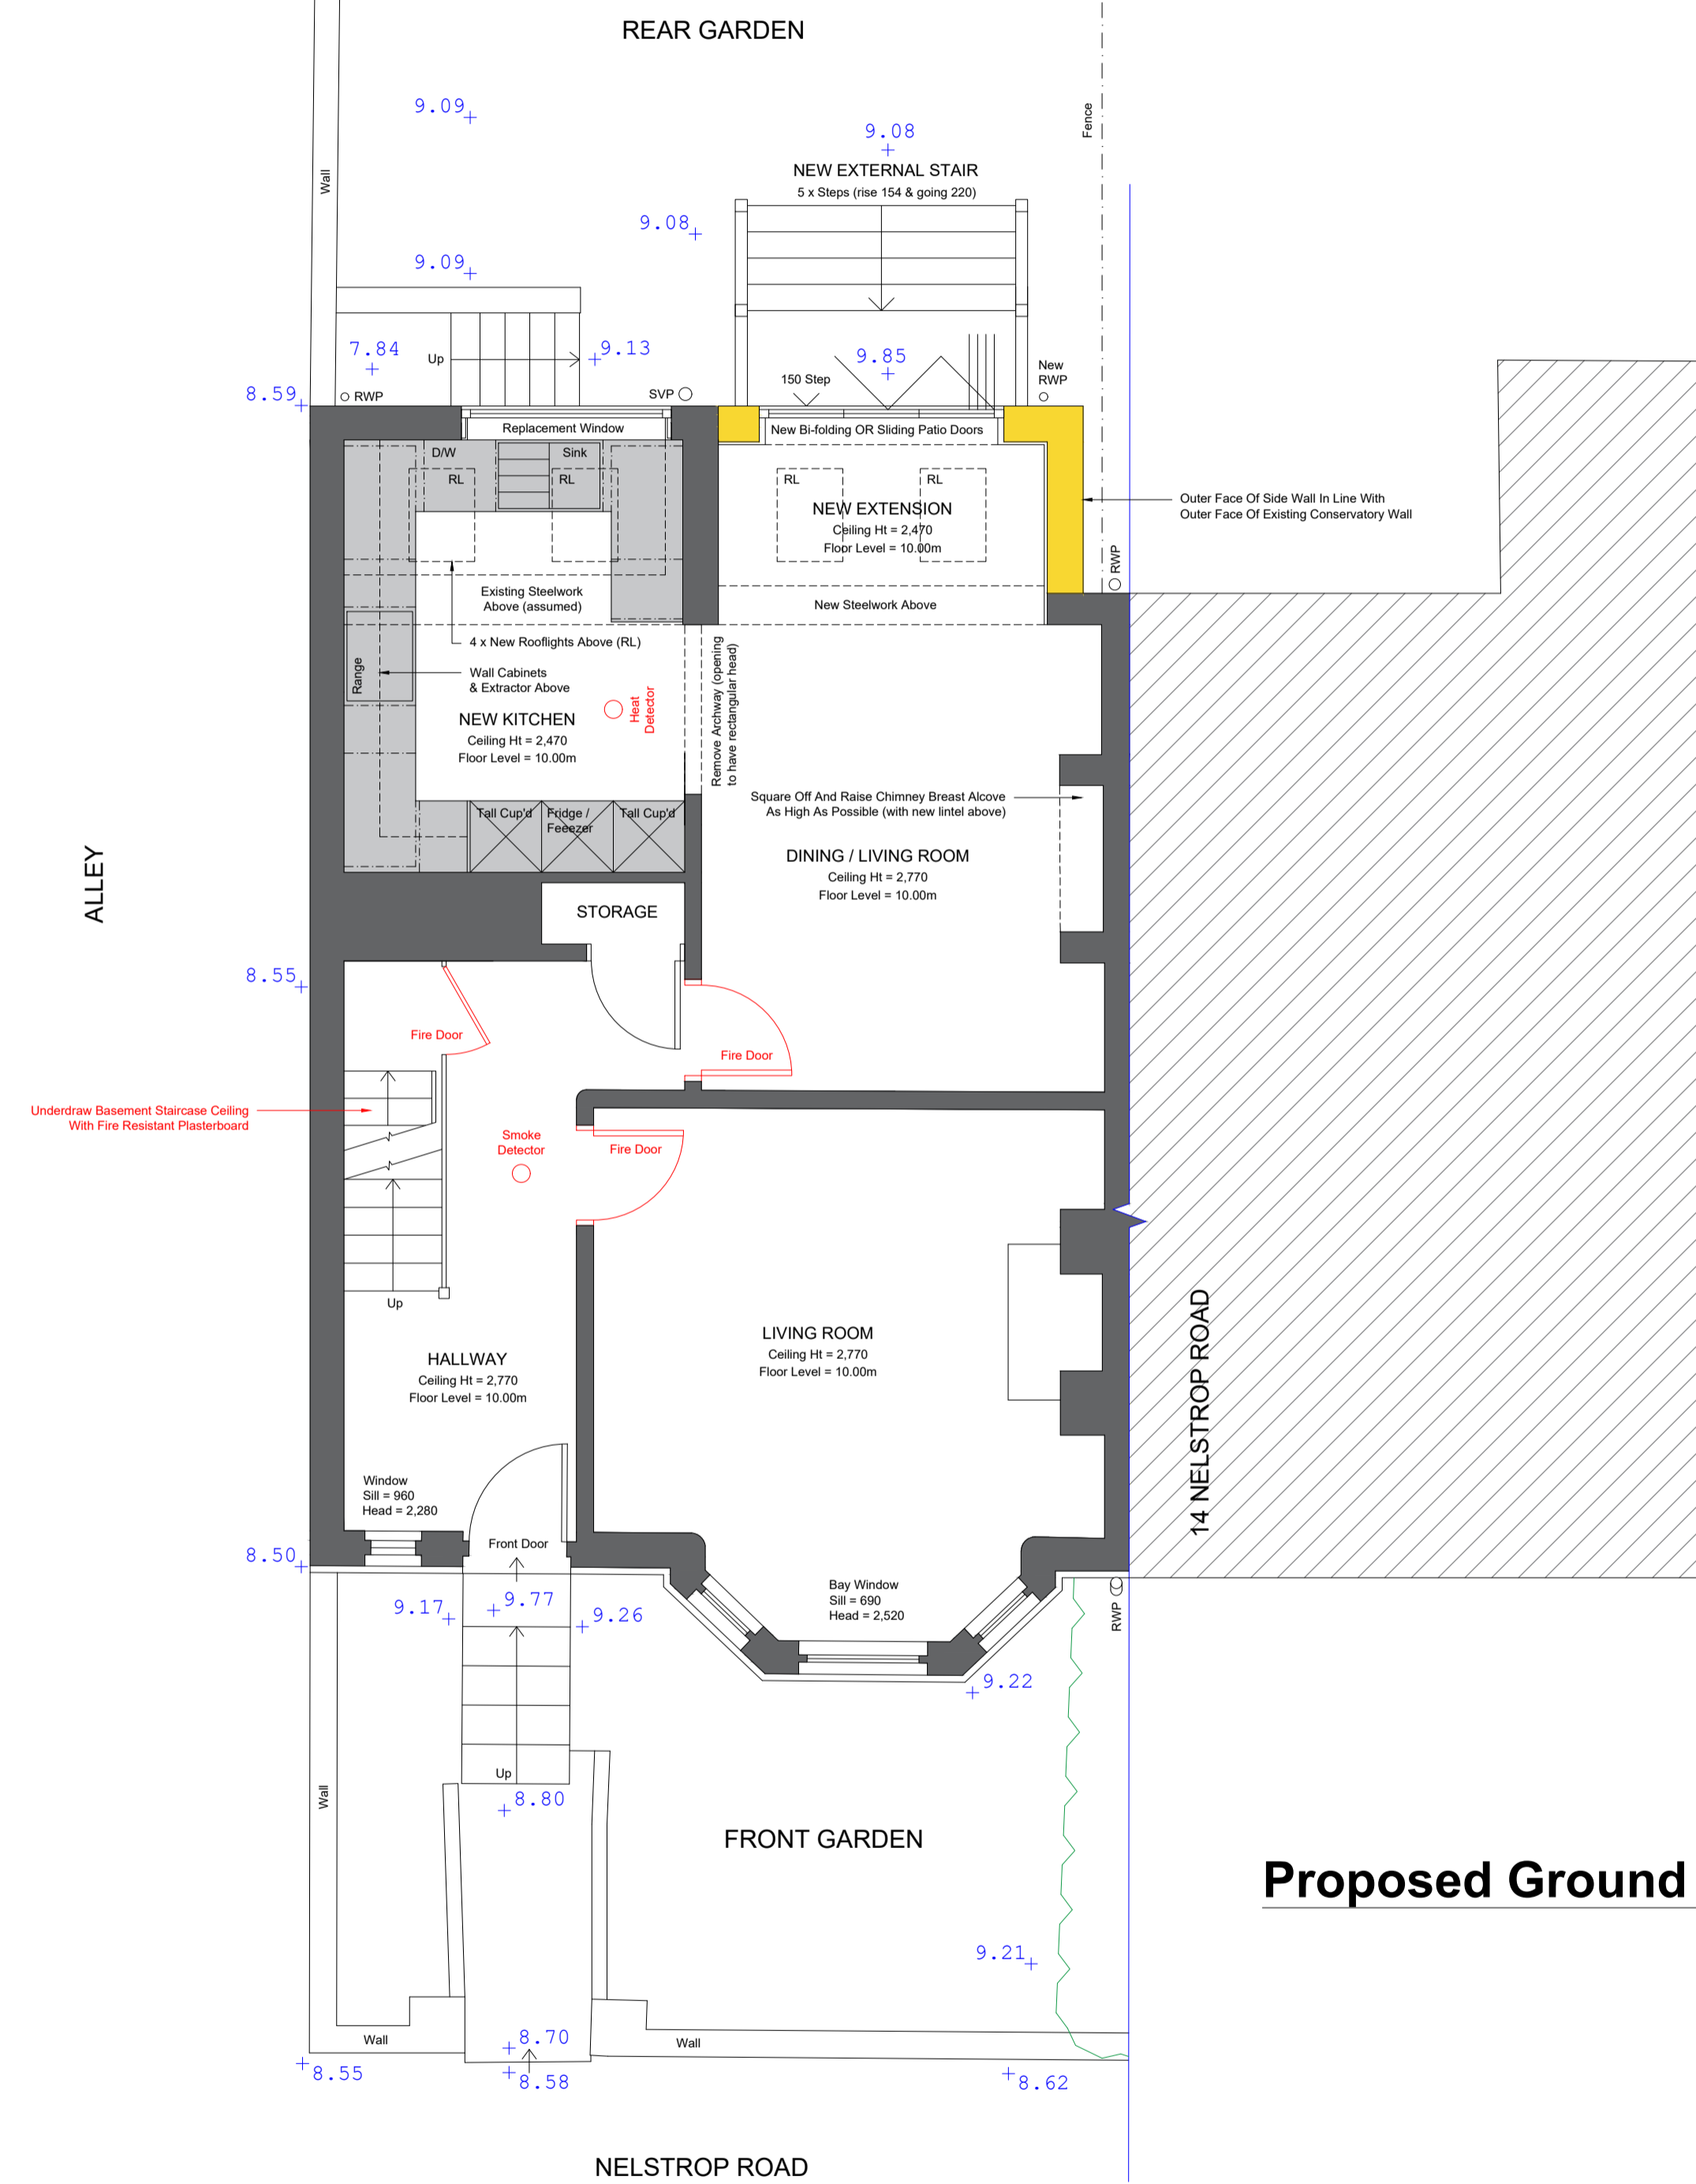 REAR GARDEN
9.09
9.08
Fence
NEW EXTERNAL STAIR
5 x Steps (rise 154 & going 220)
Wall
9.08
9.09
7.84
Up
9.13
9.85
8.59
RWP
SVP
150 Step
New
RWP
Replacement Window
New Bi-folding OR Sliding Patio Doors
D/W
Sink
RL
RL
RL
RL
NEW EXTENSION
Ceiling Ht = 2,470
Floor Level = 10.00m
Outer Face Of Side Wall In Line With
Outer Face Of Existing Conservatory Wall
RWP
Existing Steelwork
Above (assumed)
New Steelwork Above
4 x New Rooflights Above (RL)
Range
Wall Cabinets
& Extractor Above
Heat
Detector
Remove Archway (opening
to have rectangular head)
NEW KITCHEN
Ceiling Ht = 2,470
Floor Level = 10.00m
Square Off And Raise Chimney Breast Alcove
As High As Possible (with new lintel above)
Tall Cup'd
Fridge /
Feeezer
Tall Cup'd
DINING / LIVING ROOM
Ceiling Ht = 2,770
Floor Level = 10.00m
ALLEY
STORAGE
8.55
Fire Door
Fire Door
Underdraw Basement Staircase Ceiling
With Fire Resistant Plasterboard
Smoke
Detector
Fire Door
Up
LIVING ROOM
Ceiling Ht = 2,770
Floor Level = 10.00m
HALLWAY
Ceiling Ht = 2,770
Floor Level = 10.00m
14 NELSTROP ROAD
Window
Sill = 960
Head = 2,280
Front Door
8.50
9.17
9.77
9.26
Bay Window
Sill = 690
Head = 2,520
RWP
9.22
Up
8.80
Wall
FRONT GARDEN
Proposed Ground
9.21
Wall
8.70
Wall
8.55
8.58
8.62
NELSTROP ROAD